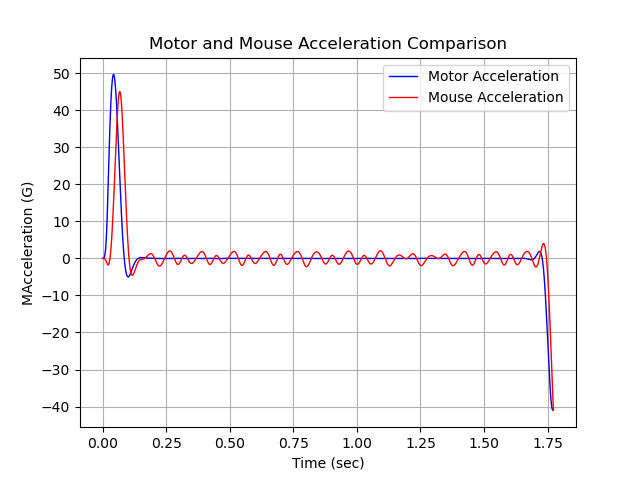 Motor and Mouse Acceleration Comparison
Motor Acceleration
Mouse Acceleration
MAcceleration (G)
50
40
30
20
10
0
−10
−20
−30
−40
0.00 0.25 0.50 0.75 1.00 1.25 1.50 1.75
Time (sec)